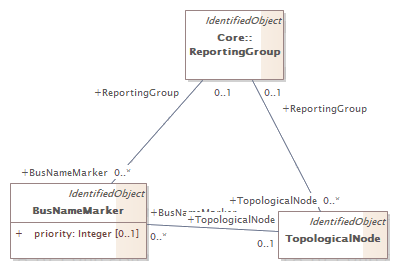 IdentifiedObject
Core::
ReportingGroup
+ReportingGroup 0..1 0..1
+ReportingGroup
+BusNameMarker 0..*
+TopologicalNode 0..*
IdentifiedObject
BusNameMarker
+ priority: Integer [0..1]
+TopologicalNode
0..*
0..1
IdentifiedObject
TopologicalNode